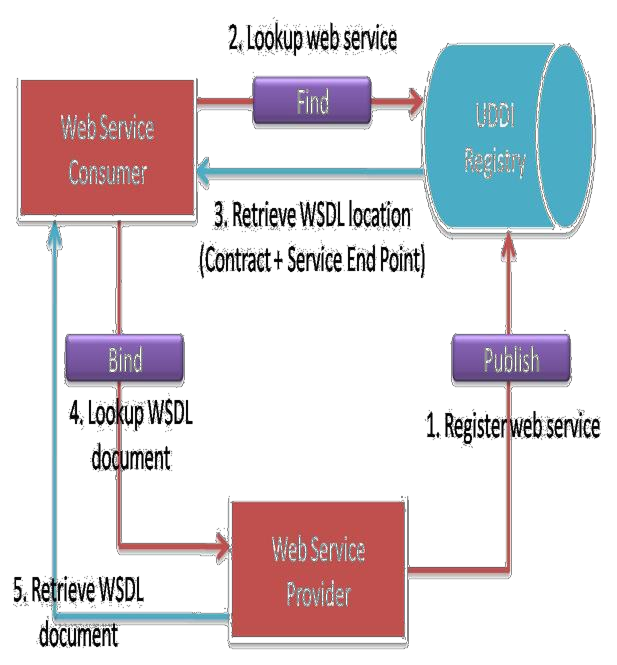 2. Lookup web service
Find
Web Service
Consumer
UDDI
Registry
3. Retrieve WSDL location
(Contract + Service End Point)
Bind
Publish
4. Lookup WSDL
document
1. Register web service
Web Service
Provider
5. Retrieve WSDL
document